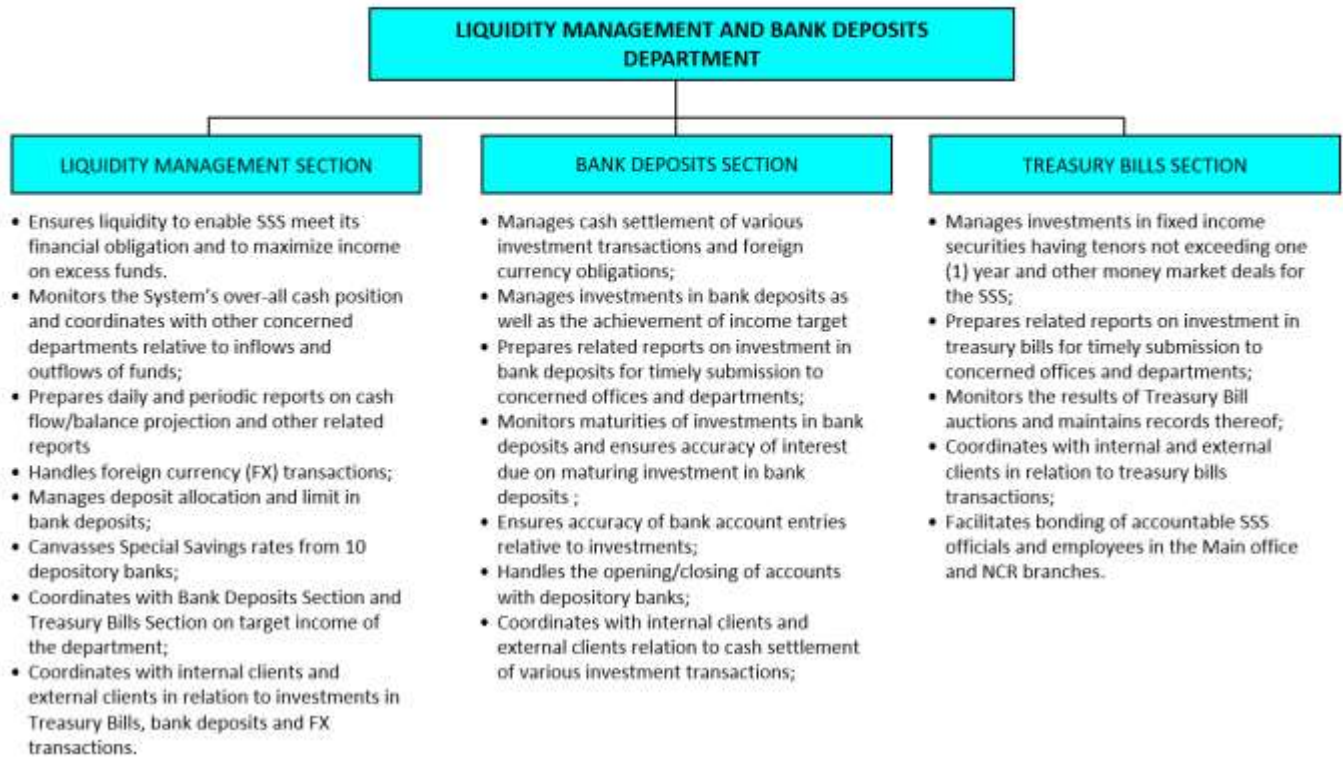 LIQUIDITY MANAGEMENT AND BANK DEPOSITS
DEPARTMENT
LIQUIDITY MANAGEMENT SECTION
• Ensures liquidity to enable SSS meet its
financial obligation and to maximize income
on excess funds.
• Monitors the System's over-all cash position
and coordinates with other concerned
departments relative to inflows and
outflows of funds;
• Prepares daily and periodic reports on cash
flow/balance projection and other related
reports
• Handles foreign currency (FX) transactions;
• Manages deposit allocation and limit in
bank deposits;
• Canvasses Special Savings rates from 10
depository banks;
• Coordinates with Bank Deposits Section and
Treasury Bills Section on target income of
the department;
• Coordinates with internal clients and
external clients in relation to investments in
Treasury Bills, bank deposits and FX
transactions.
BANK DEPOSITS SECTION
• Manages cash settlement of various
investment transactions and foreign
currency obligations;
• Manages investments in bank deposits as
well as the achievement of income target
• Prepares related reports on investment in
bank deposits for timely submission to
concerned offices and departments;
• Monitors maturities of investments in bank
deposits and ensures accuracy of interest
due on maturing investment in bank
deposits ;
• Ensures accuracy of bank account entries
relative to investments;
• Handles the opening/closing of accounts
with depository banks;
• Coordinates with internal clients and
external clients relation to cash settlement
of various investment transactions;
TREASURY BILLS SECTION
• Manages investments in fixed income
securities having tenors not exceeding one
(1) year and other money market deals for
the SSS;
• Prepares related reports on investment in
treasury bills for timely submission to
concerned offices and departments;
• Monitors the results of Treasury Bill
auctions and maintains records thereof;
• Coordinates with internal and external
clients in relation to treasury bills
transactions;
• Facilitates bonding of accountable SSS
officials and employees in the Main office
and NCR branches.